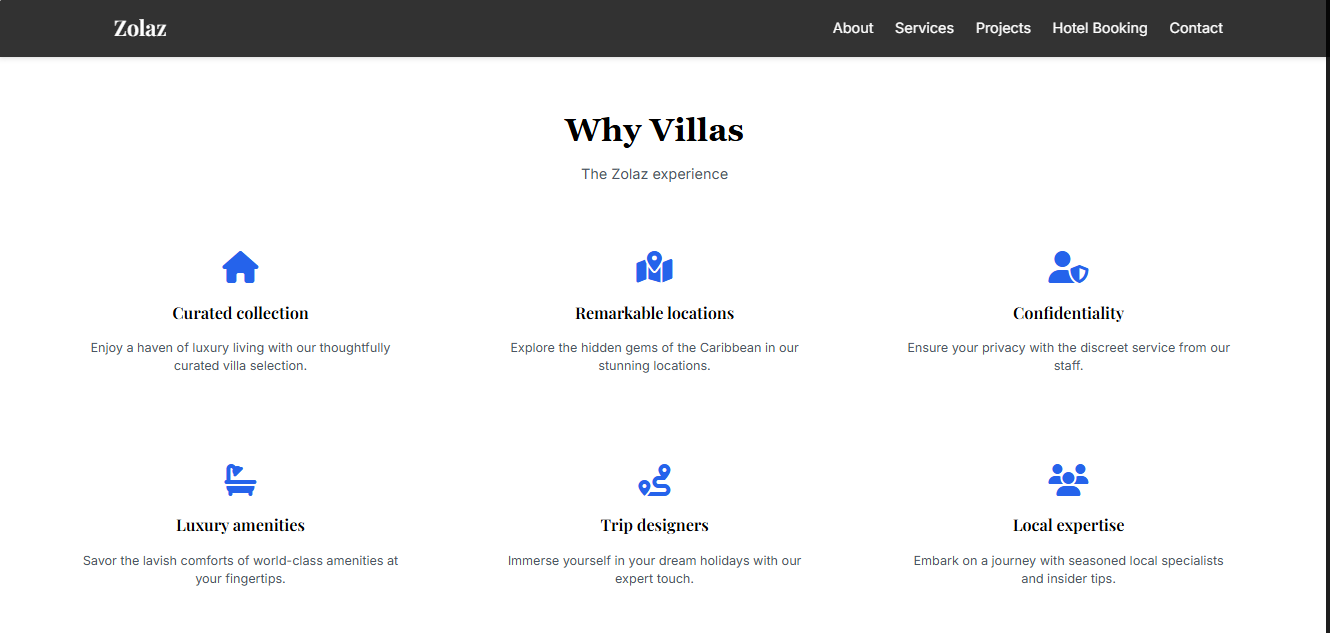 Zolaz
About Services Projects Hotel Booking Contact
Why Villas
The Zolaz experience
Curated collection
Enjoy a haven of luxury living with our thoughtfully
curated villa selection.
Remarkable locations
Explore the hidden gems of the Caribbean in our
stunning locations.
Confidentiality
Ensure your privacy with the discreet service from our
staff.
Luxury amenities
Savor the lavish comforts of world-class amenities at
your fingertips.
Trip designers
Immerse yourself in your dream holidays with our
expert touch.
Local expertise
Embark on a journey with seasoned local specialists
and insider tips.